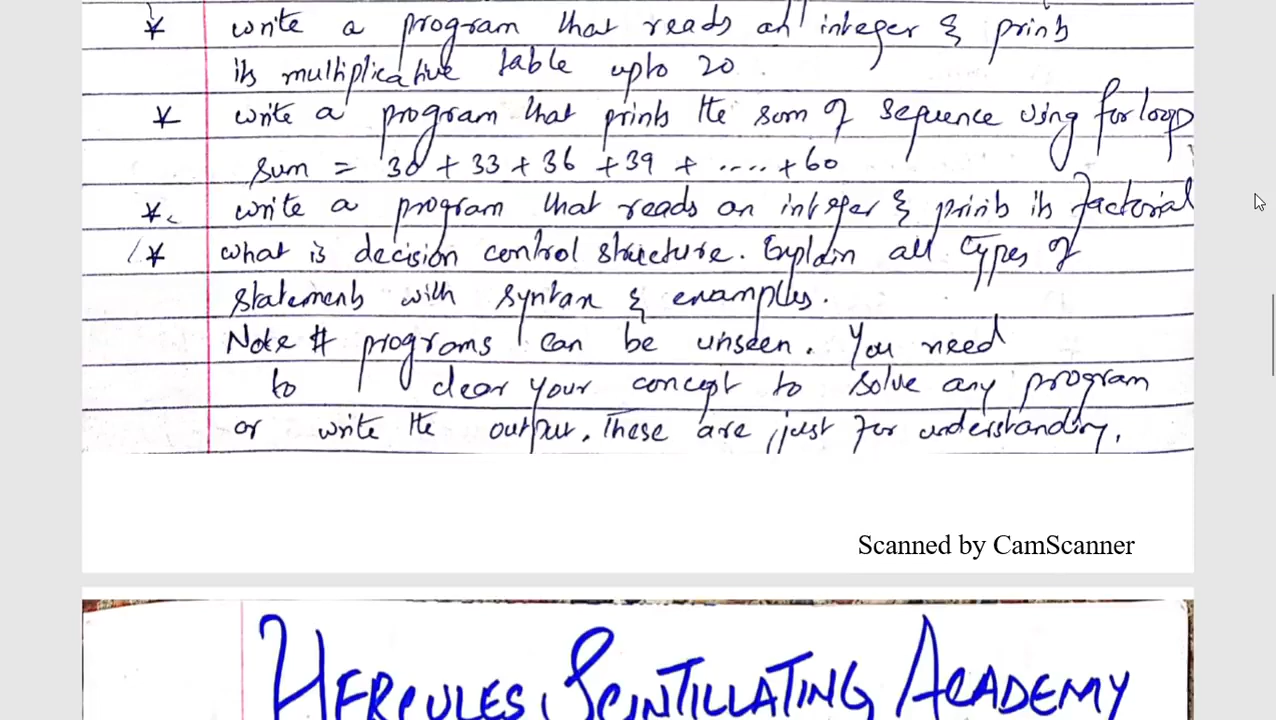 * write a program that reads an integer & prints
its multiplicative table upto 20.
* write a program that prints the sum of sequence using for loop
sum = 30 + 33 + 36 + 39 + ..... + 60
* write a program that reads an integer & prints its factorial
* what is decision control structure. Explain all types of
statements with syntax & examples.
Note # programs can be unseen. You need
to clear your concept to solve any program
or write the output. These are just for understanding.
Scanned by CamScanner
HERCULES SCINTILLATING ACADEMY